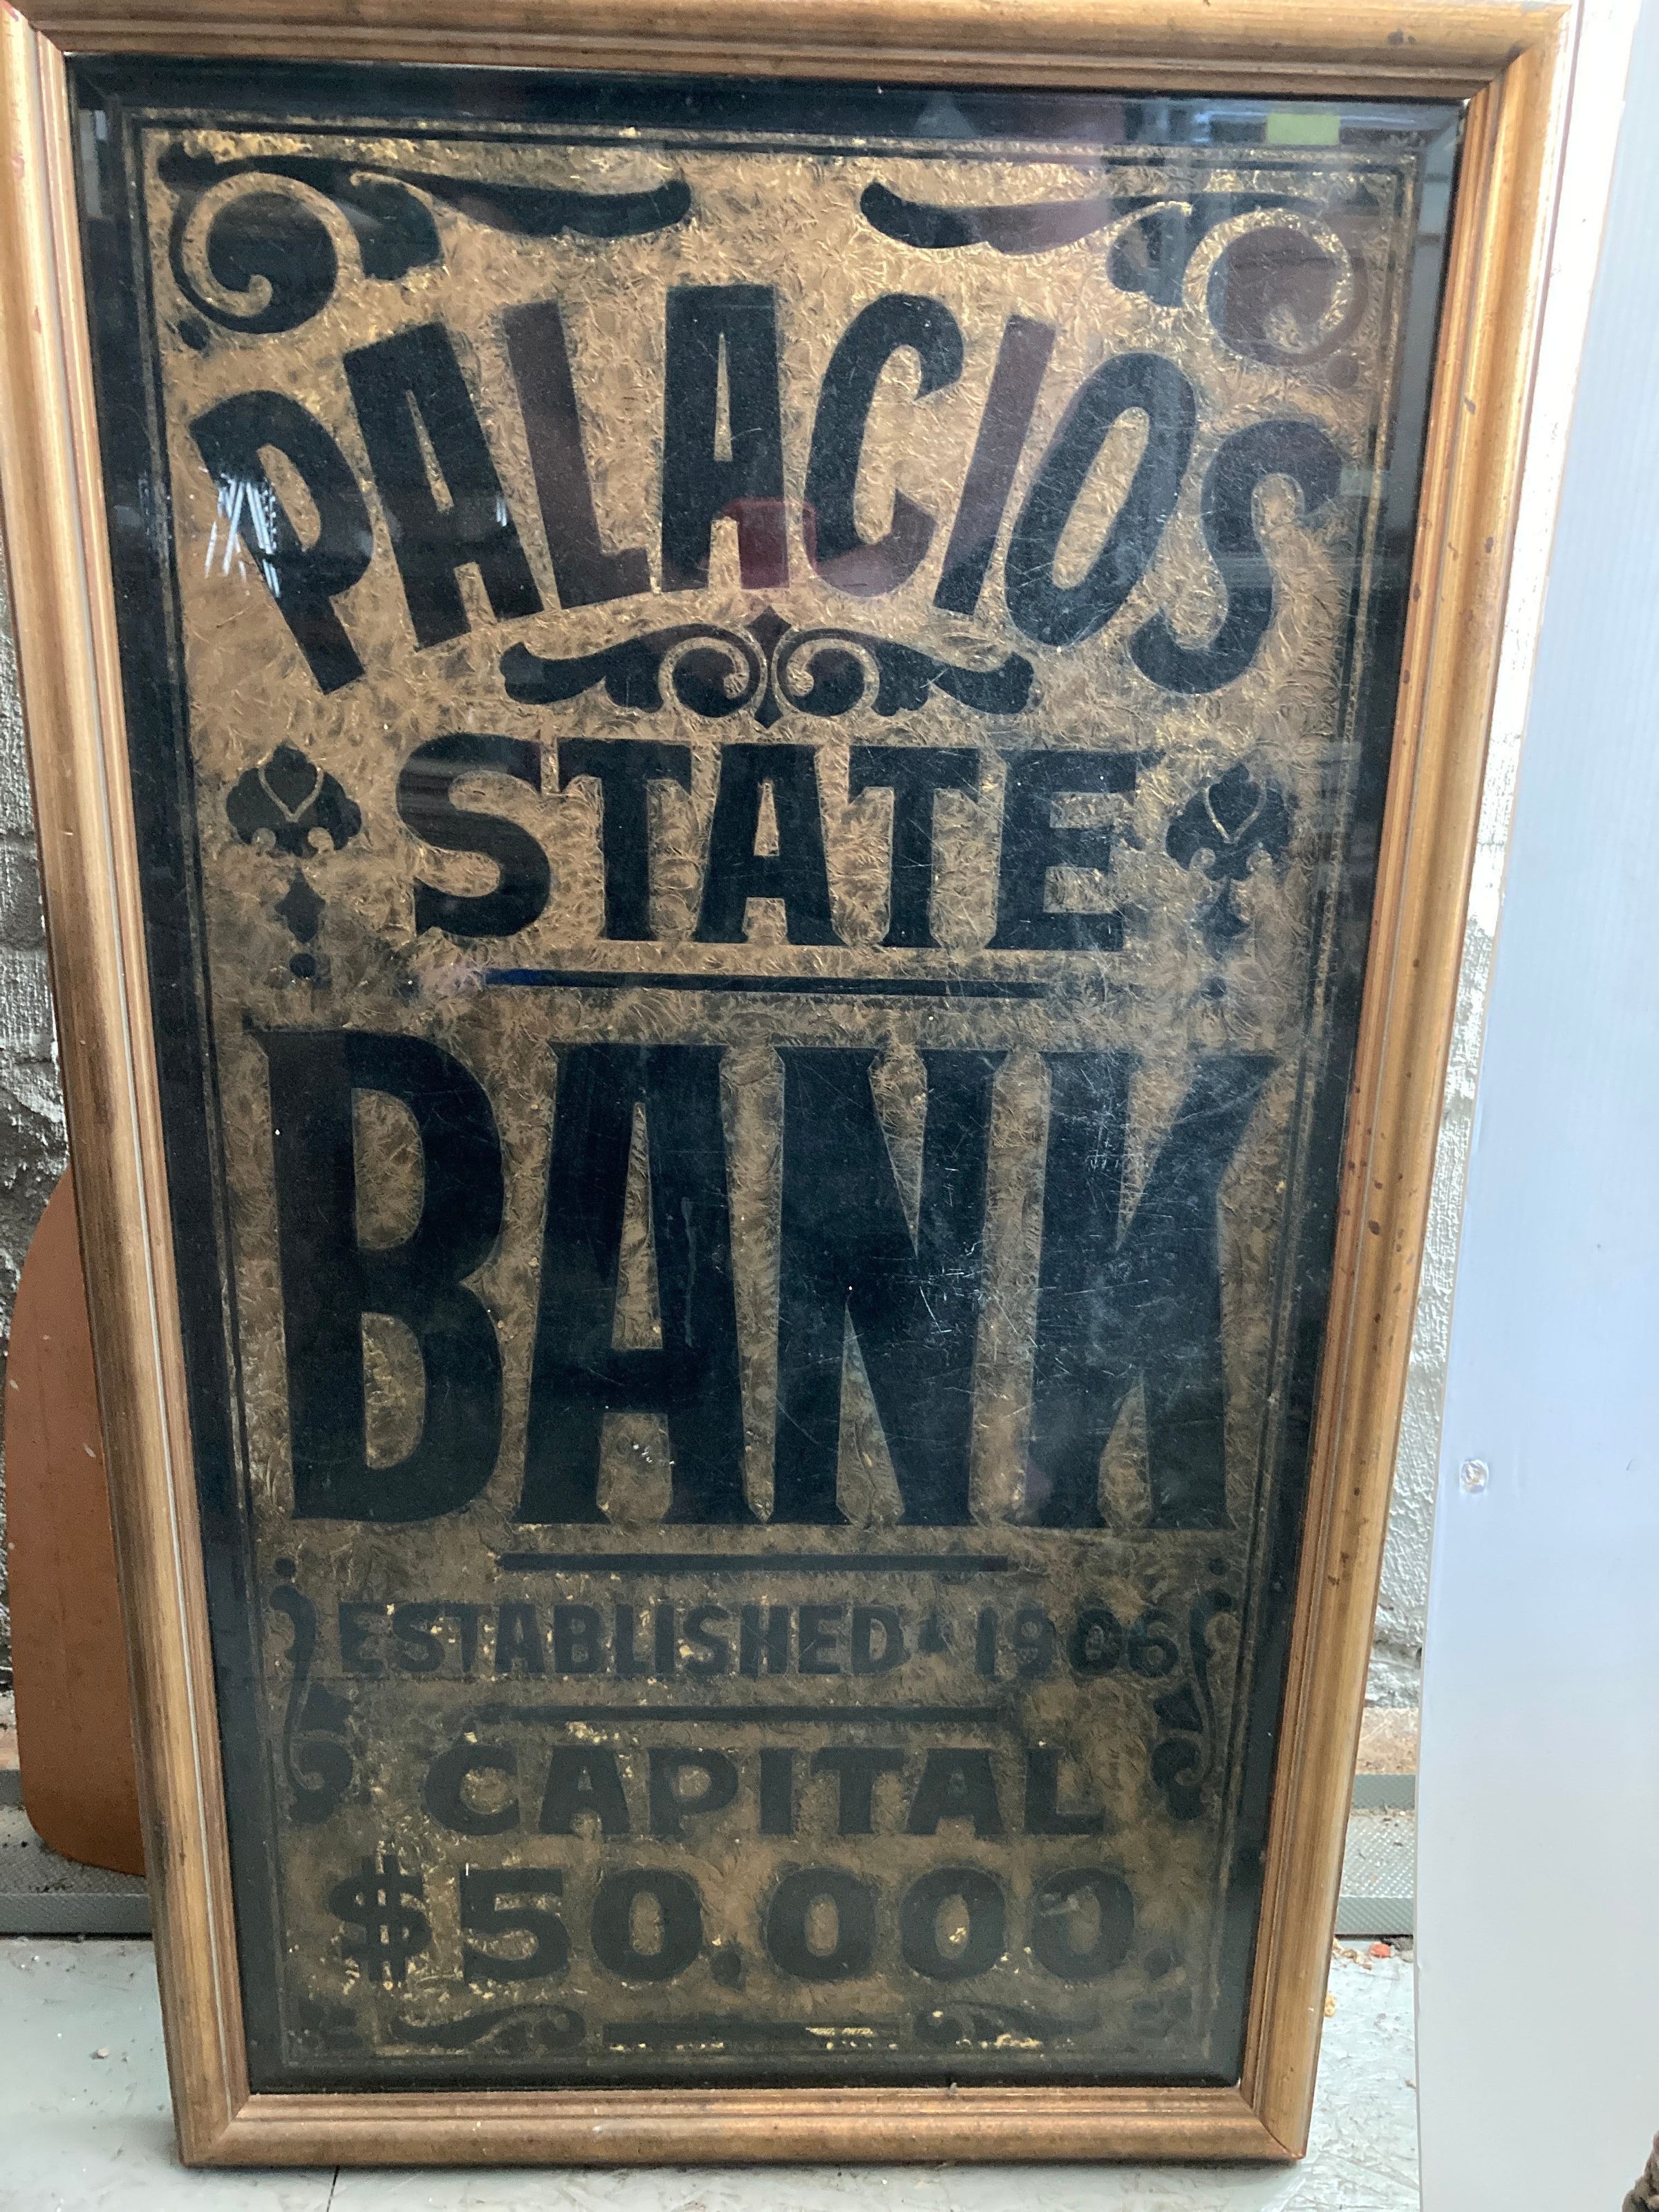 PALACIOS
STATE
BANK
ESTABLISHED · 1906
CAPITAL
$50.000.